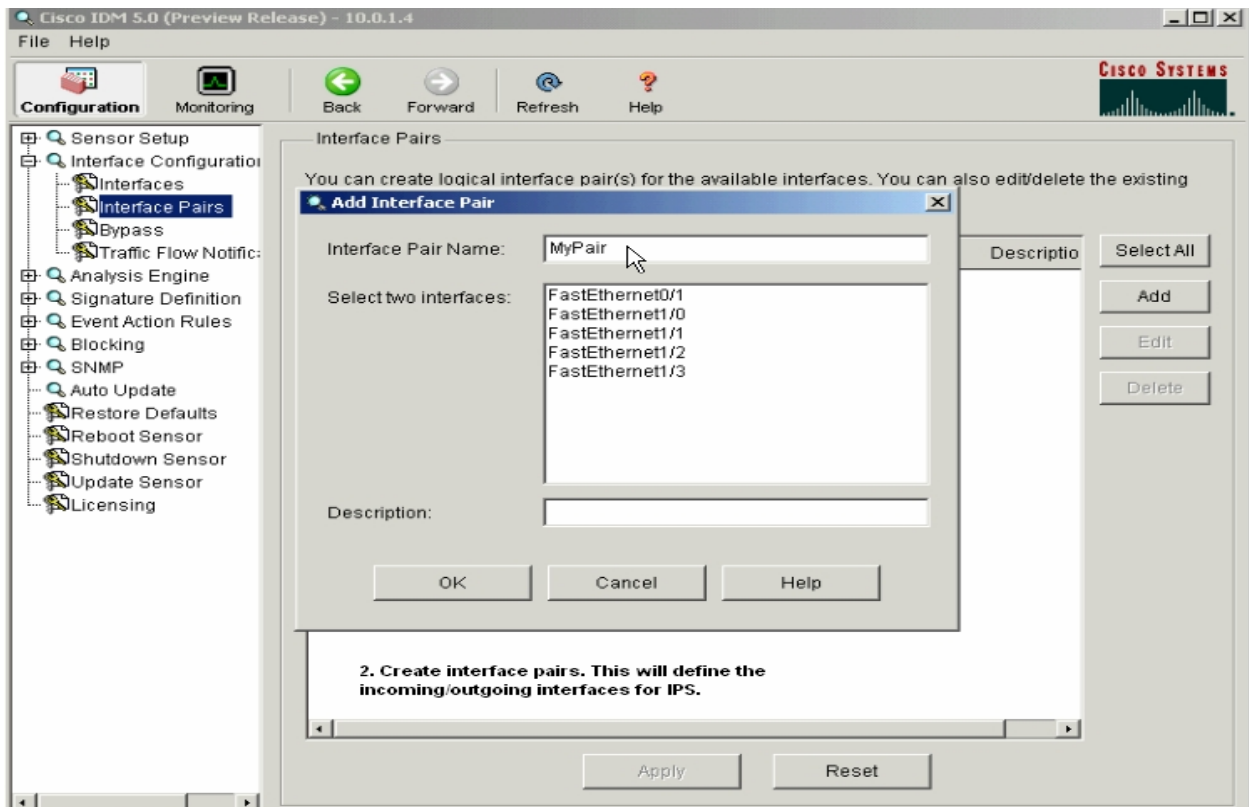 Cisco IDM 5.0 (Preview Release) - 10.0.1.4
File Help
Configuration
Monitoring
Back
Forward
Refresh
Help
CISCO SYSTEMS
Sensor Setup
Interface Configuration
Interfaces
Interface Pairs
Bypass
Traffic Flow Notific
Analysis Engine
Signature Definition
Event Action Rules
Blocking
SNMP
Auto Update
Restore Defaults
Reboot Sensor
Shutdown Sensor
Update Sensor
Licensing
Interface Pairs
You can create logical interface pair(s) for the available interfaces. You can also edit/delete the existing
Add Interface Pair
Interface Pair Name:
MyPair
Select two interfaces:
FastEthernet0/1
FastEthernet1/0
FastEthernet1/1
FastEthernet1/2
FastEthernet1/3
Description:
OK
Cancel
Help
Descriptio
Select All
Add
Edit
Delete
2. Create interface pairs. This will define the
incoming/outgoing interfaces for IPS.
Apply
Reset